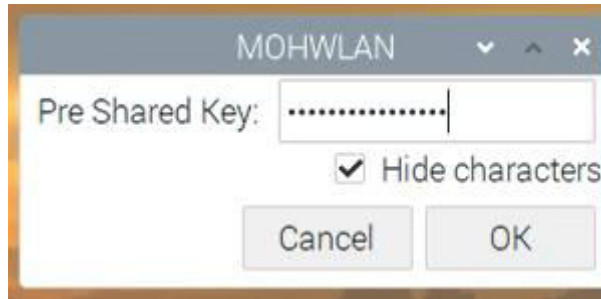 MOHWLAN
Pre Shared Key: ••••••••••••••••
Hide characters
Cancel OK